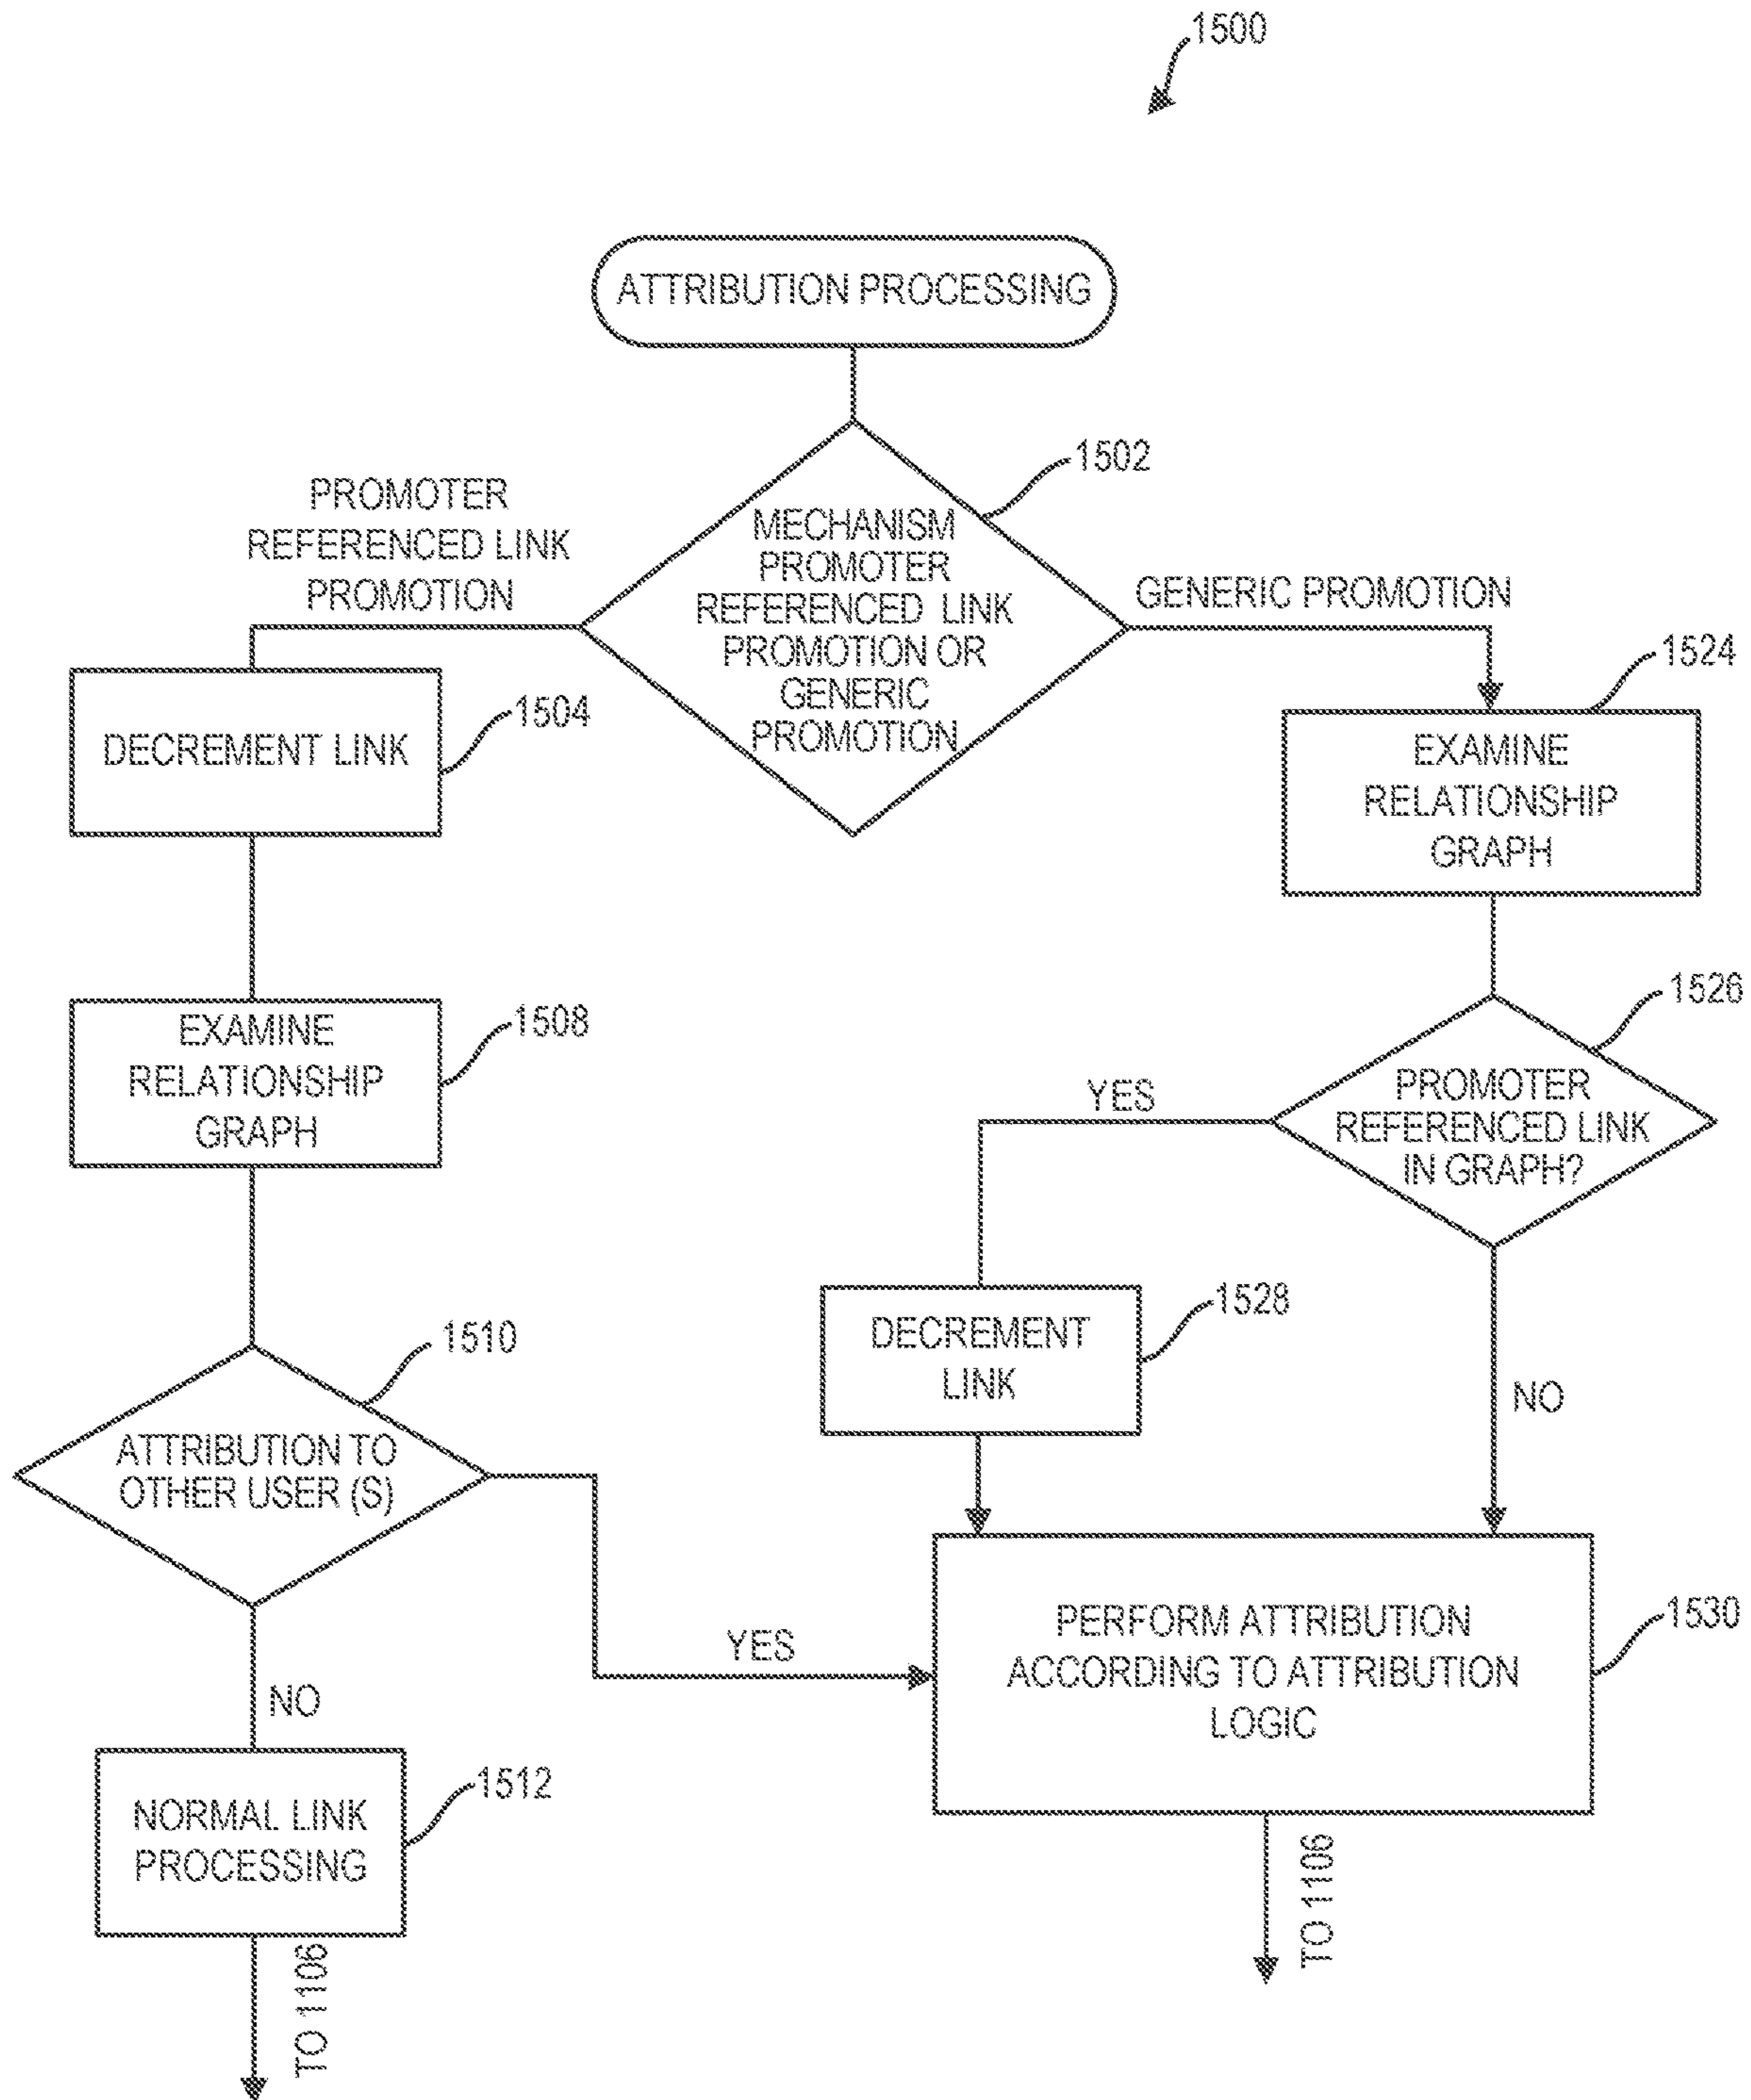 1500
ATTRIBUTION PROCESSING
1502
PROMOTER
REFERENCED LINK
PROMOTION
MECHANISM
PROMOTER
REFERENCED LINK
PROMOTION OR
GENERIC
PROMOTION
GENERIC PROMOTION
1504
DECREMENT LINK
1524
EXAMINE
RELATIONSHIP
GRAPH
1508
EXAMINE
RELATIONSHIP
GRAPH
1526
PROMOTER
REFERENCED LINK
IN GRAPH?
YES
1528
DECREMENT
LINK
NO
1510
ATTRIBUTION TO
OTHER USER (S)
YES
NO
1530
PERFORM ATTRIBUTION
ACCORDING TO ATTRIBUTION
LOGIC
1512
NORMAL LINK
PROCESSING
TO 1106
TO 1106